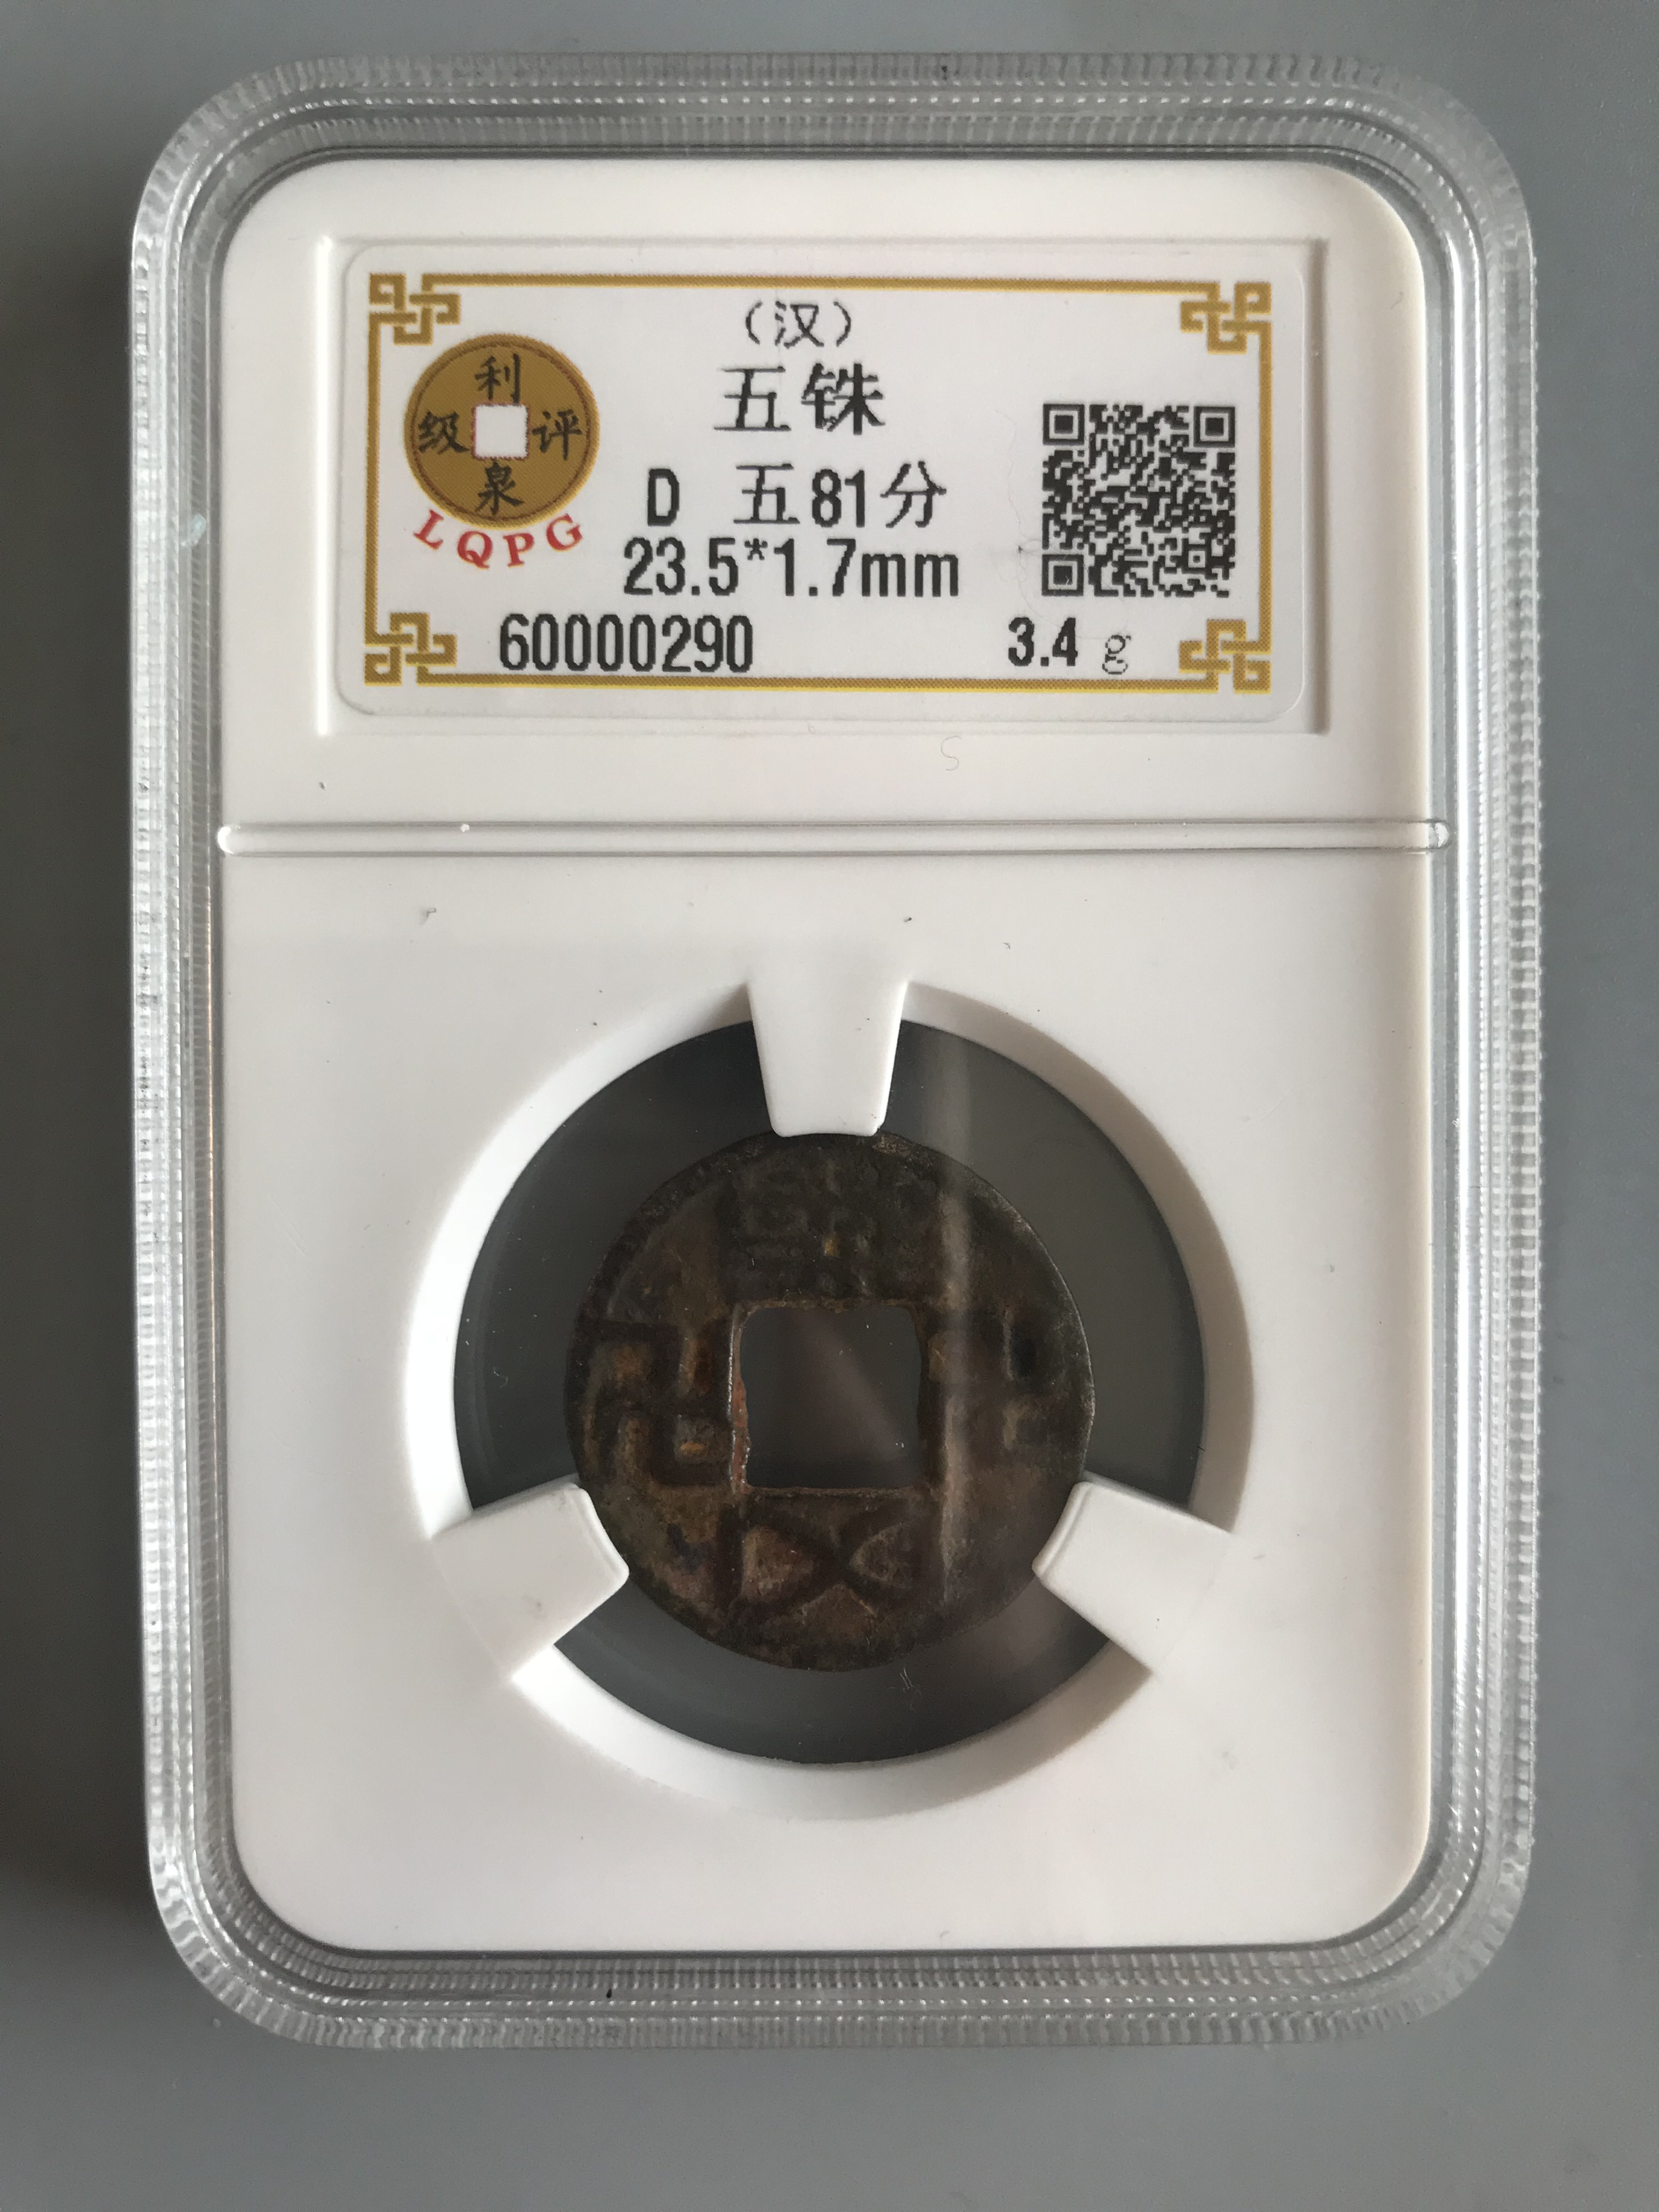 （汉）
利泉评级
LQPG
五铢
D 五81分
23.5*1.7mm
60000290 3.4 g